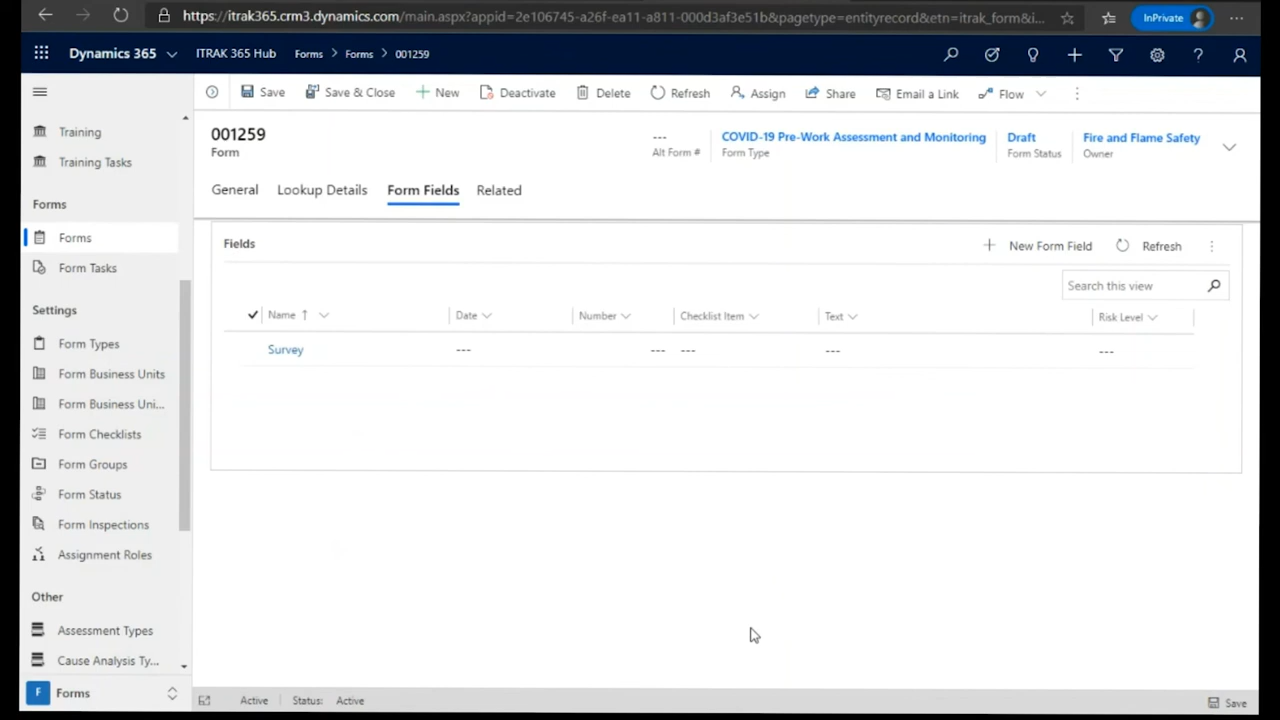 https://itrak365.crm3.dynamics.com/main.aspx?appid=2e106745-a26f-ea11-a811-000d3af3e51b&pagetype=entityrecord&etn=itrak_form&i...
InPrivate
Dynamics 365
ITRAK 365 Hub
Forms > Forms > 001259
Save
Save & Close
New
Deactivate
Delete
Refresh
Assign
Share
Email a Link
Flow
Training
Training Tasks
Forms
Forms
Form Tasks
Settings
Form Types
Form Business Units
Form Business Uni...
Form Checklists
Form Groups
Form Status
Form Inspections
Assignment Roles
Other
Assessment Types
Cause Analysis Ty...
F Forms
001259
Form
---
Alt Form #
COVID-19 Pre-Work Assessment and Monitoring
Form Type
Draft
Form Status
Fire and Flame Safety
Owner
General Lookup Details Form Fields Related
Fields
New Form Field
Refresh
Search this view
Name Date Number Checklist Item Text Risk Level
Survey --- --- --- --- ---
Active Status: Active
Save